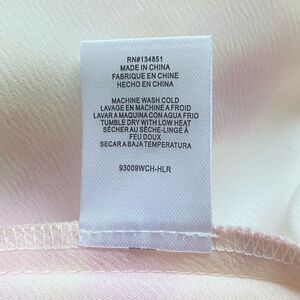 RN#134851
MADE IN CHINA
FABRIQUE EN CHINE
HECHO EN CHINA
MACHINE WASH COLD
LAVAGE EN MACHINE A FROID
LAVAR A MAQUINA CON AGUA FRIO
TUMBLE DRY WITH LOW HEAT
SÉCHER AU SÈCHE-LINGE À
FEU DOUX
SECAR A BAJA TEMPERATURA
93009WCH-HLR